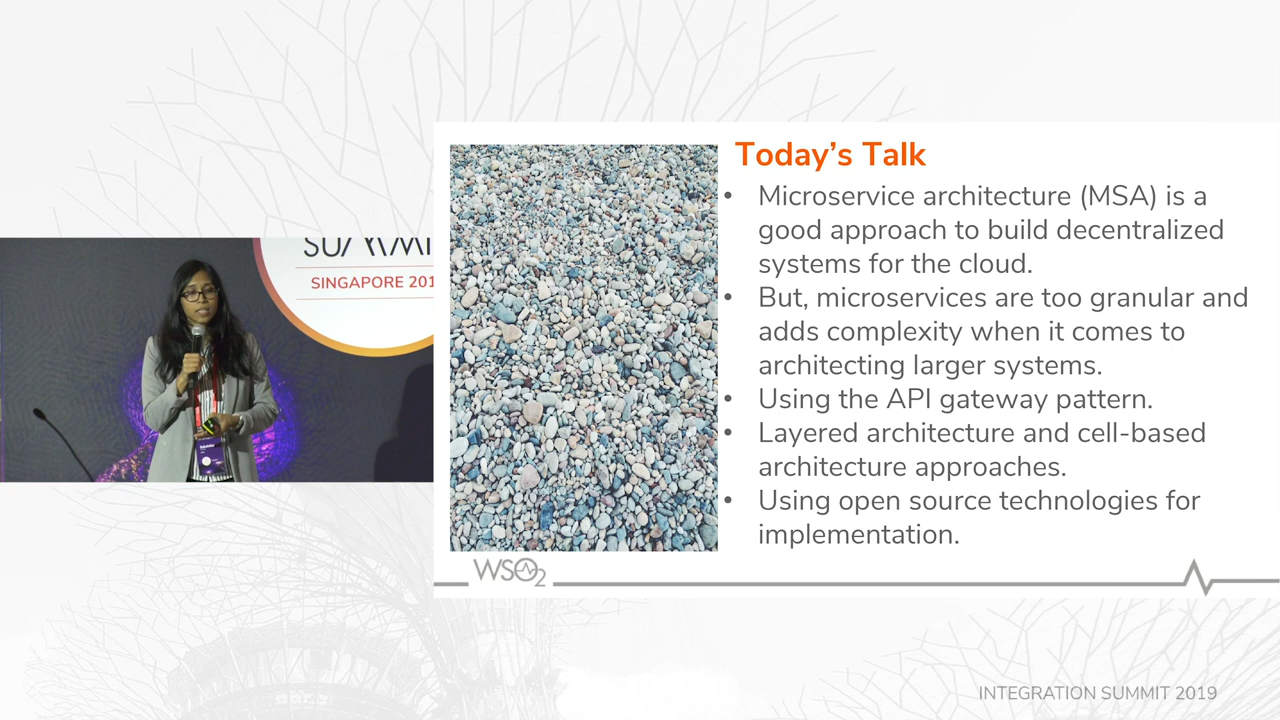 SUMMI
SINGAPORE 201
Today's Talk
• Microservice architecture (MSA) is a
good approach to build decentralized
systems for the cloud.
• But, microservices are too granular and
adds complexity when it comes to
architecting larger systems.
• Using the API gateway pattern.
• Layered architecture and cell-based
architecture approaches.
• Using open source technologies for
implementation.
WSO2
INTEGRATION SUMMIT 2019